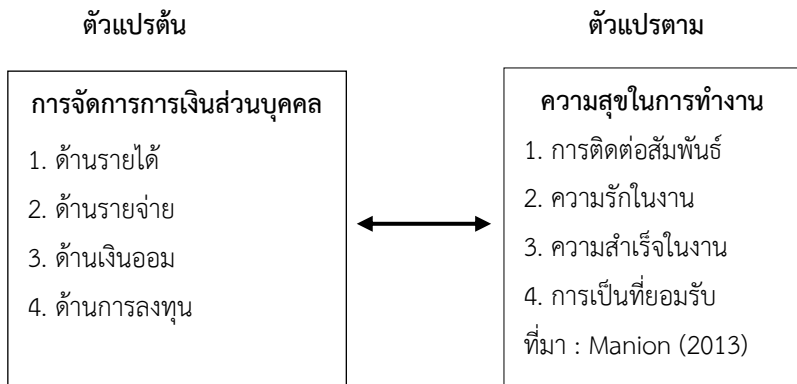 ตัวแปรต้น
การจัดการการเงินส่วนบุคคล
1. ด้านรายได้
2. ด้านรายจ่าย
3. ด้านเงินออม
4. ด้านการลงทุน
ตัวแปรตาม
ความสุขในการทำงาน
1. การติดต่อสัมพันธ์
2. ความรักในงาน
3. ความสำเร็จในงาน
4. การเป็นที่ยอมรับ
ที่มา : Manion (2013)